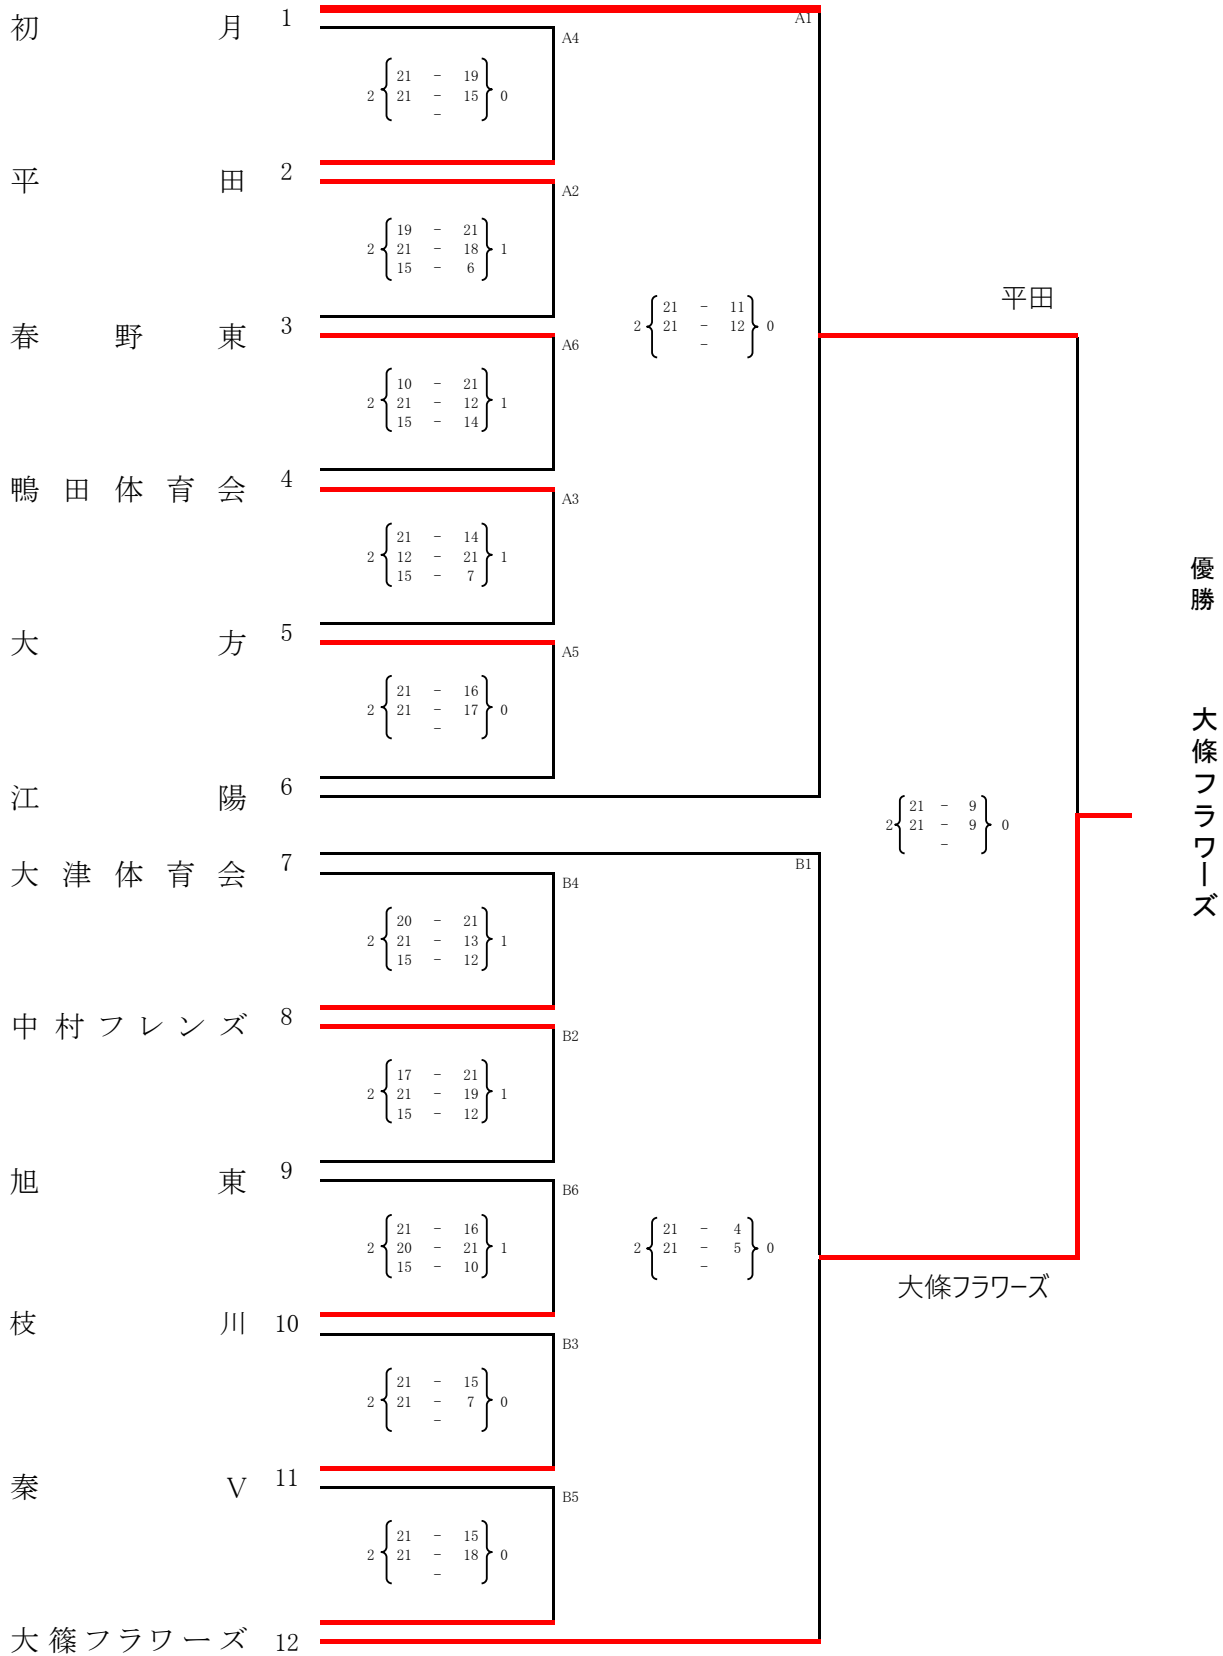 初月 1
A1
A4
21 - 19
2 21 - 15 0
-
平田 2
A2
19 - 21
2 21 - 18 1
15 - 6
平田
21 - 11
2 21 - 12 0
-
春野東 3
A6
10 - 21
2 21 - 12 1
15 - 14
鴨田体育会 4
A3
21 - 14
2 12 - 21 1
15 - 7
大方 5
A5
21 - 16
2 21 - 17 0
-
江陽 6
優勝 大條フラワーズ
21 - 9
2 21 - 9 0
-
大津体育会 7
B1
B4
20 - 21
2 21 - 13 1
15 - 12
中村フレンズ 8
B2
17 - 21
2 21 - 19 1
15 - 12
旭東 9
B6
21 - 16
2 20 - 21 1
15 - 10
21 - 4
2 21 - 5 0
-
大條フラワーズ
枝川 10
B3
21 - 15
2 21 - 7 0
-
秦V 11
B5
21 - 15
2 21 - 18 0
-
大篠フラワーズ 12